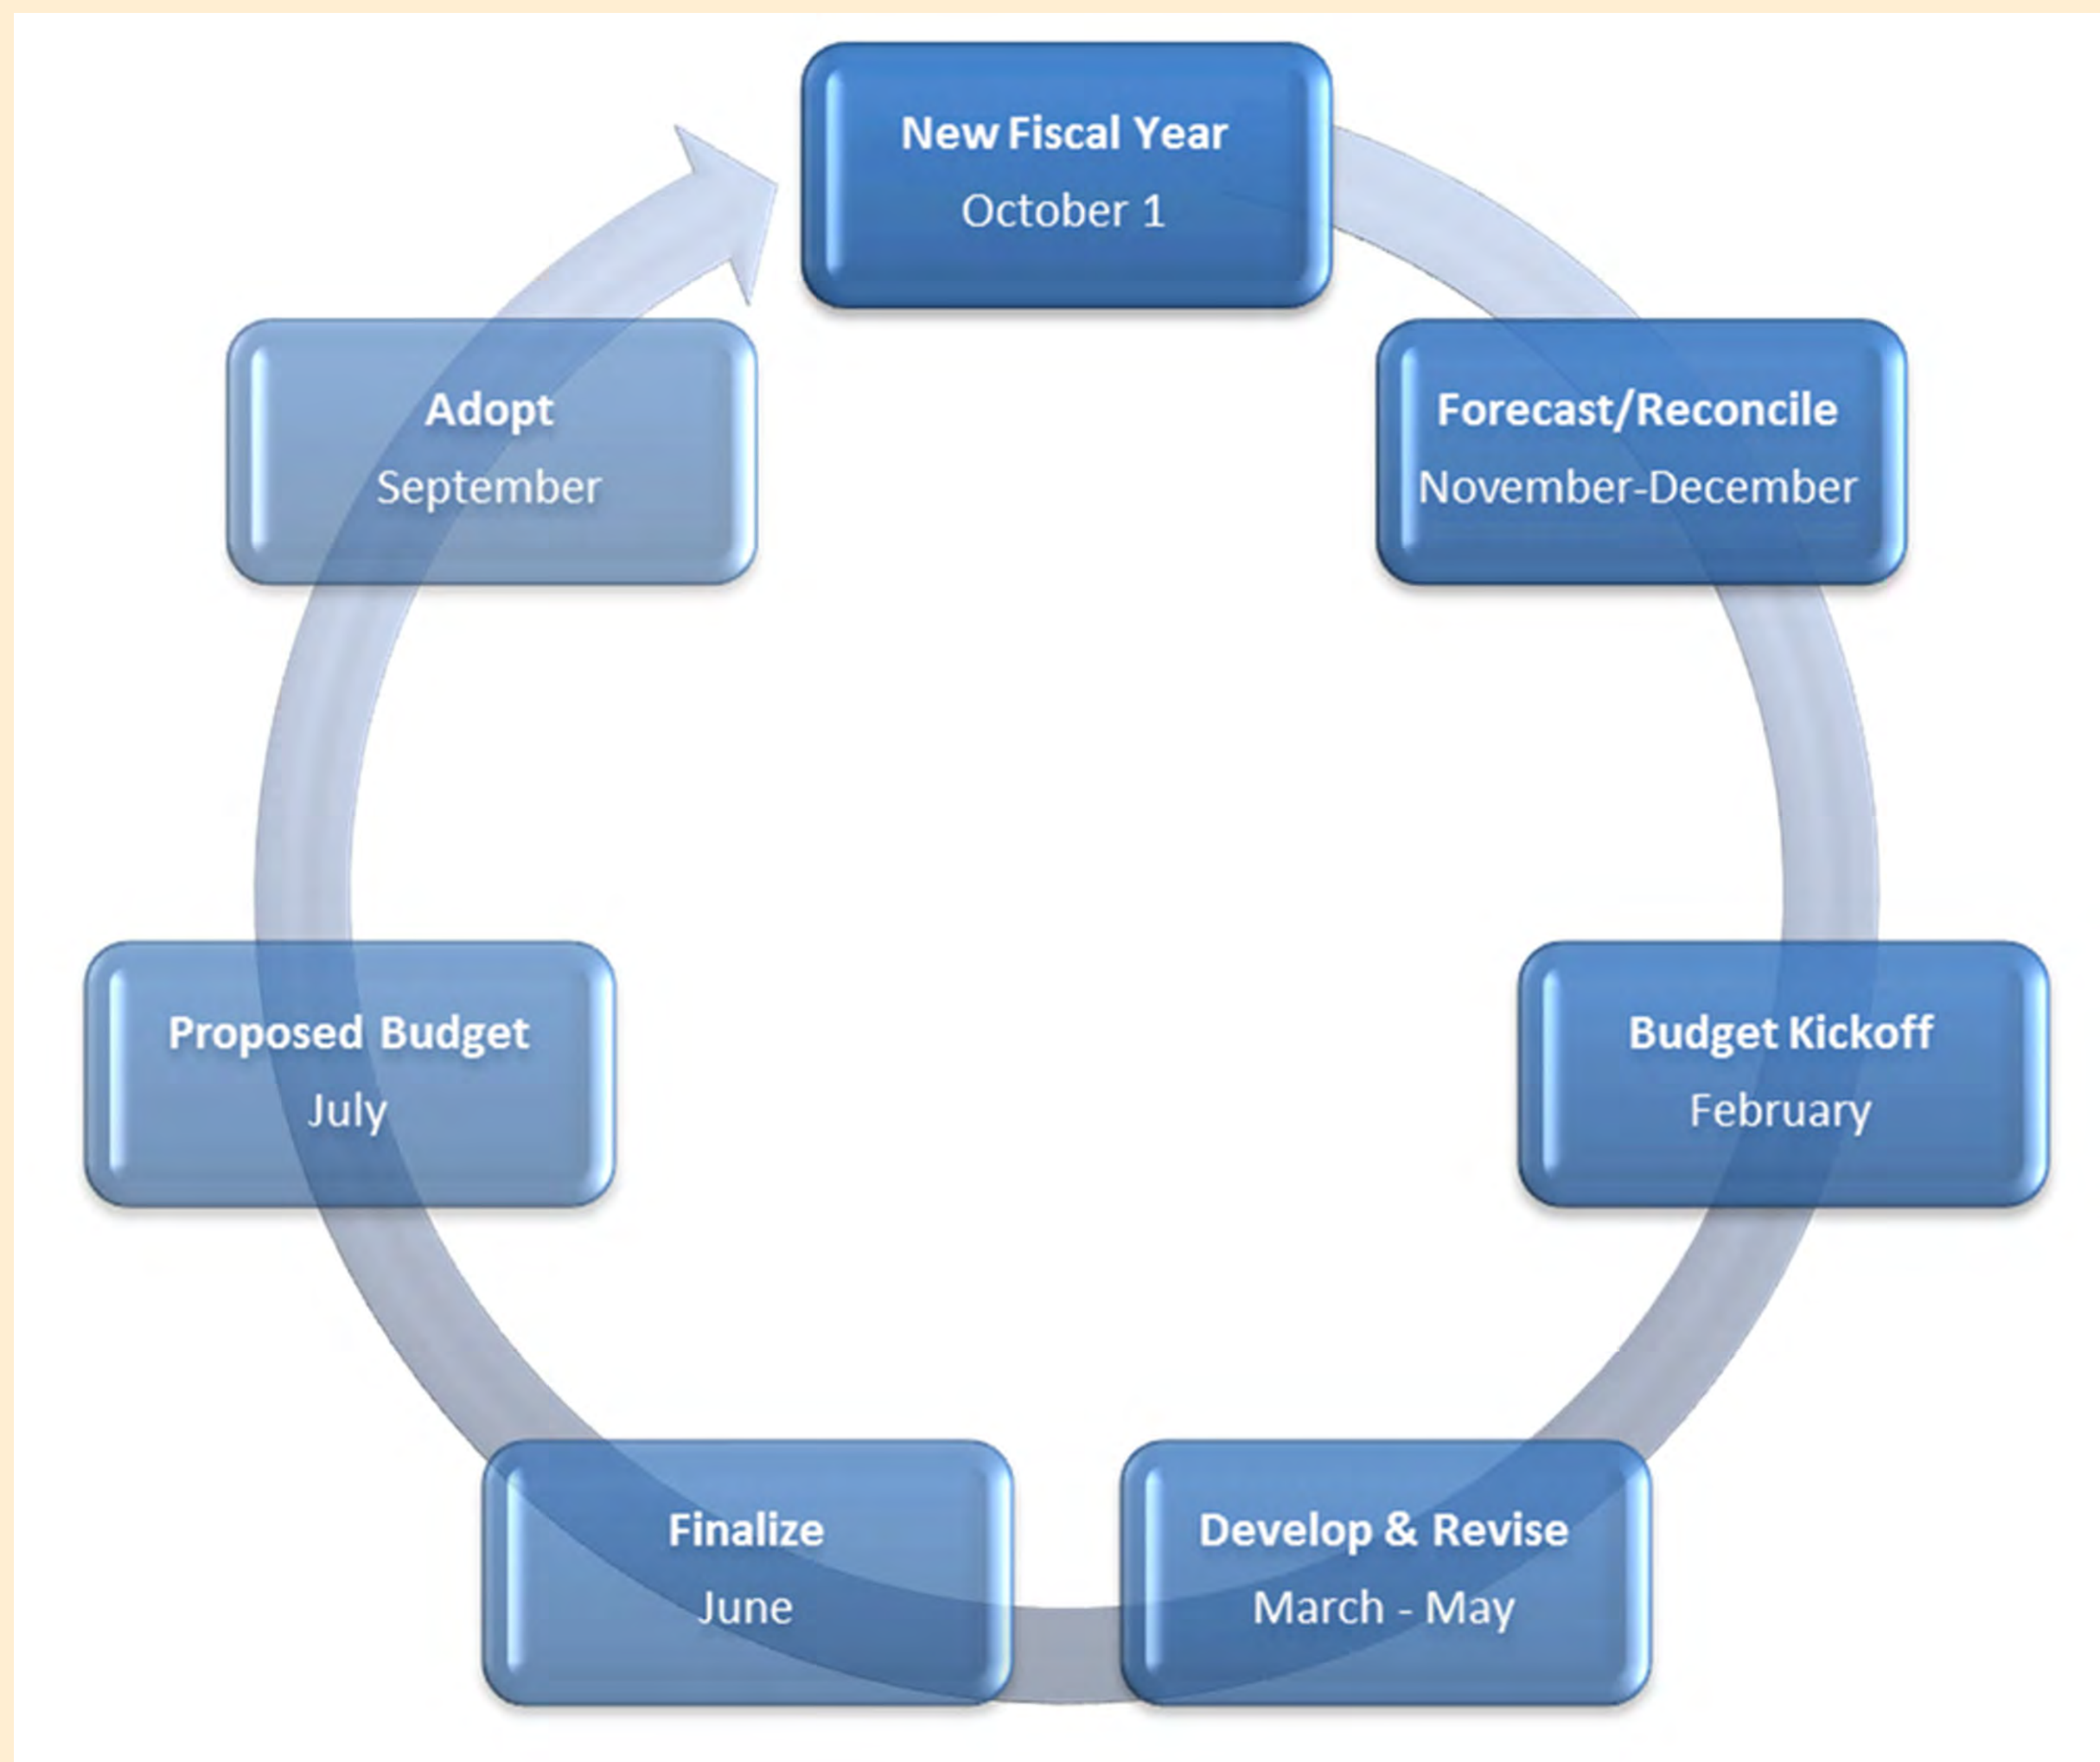 New Fiscal Year
October 1
Forecast/Reconcile
November-December
Budget Kickoff
February
Develop & Revise
March - May
Finalize
June
Proposed Budget
July
Adopt
September